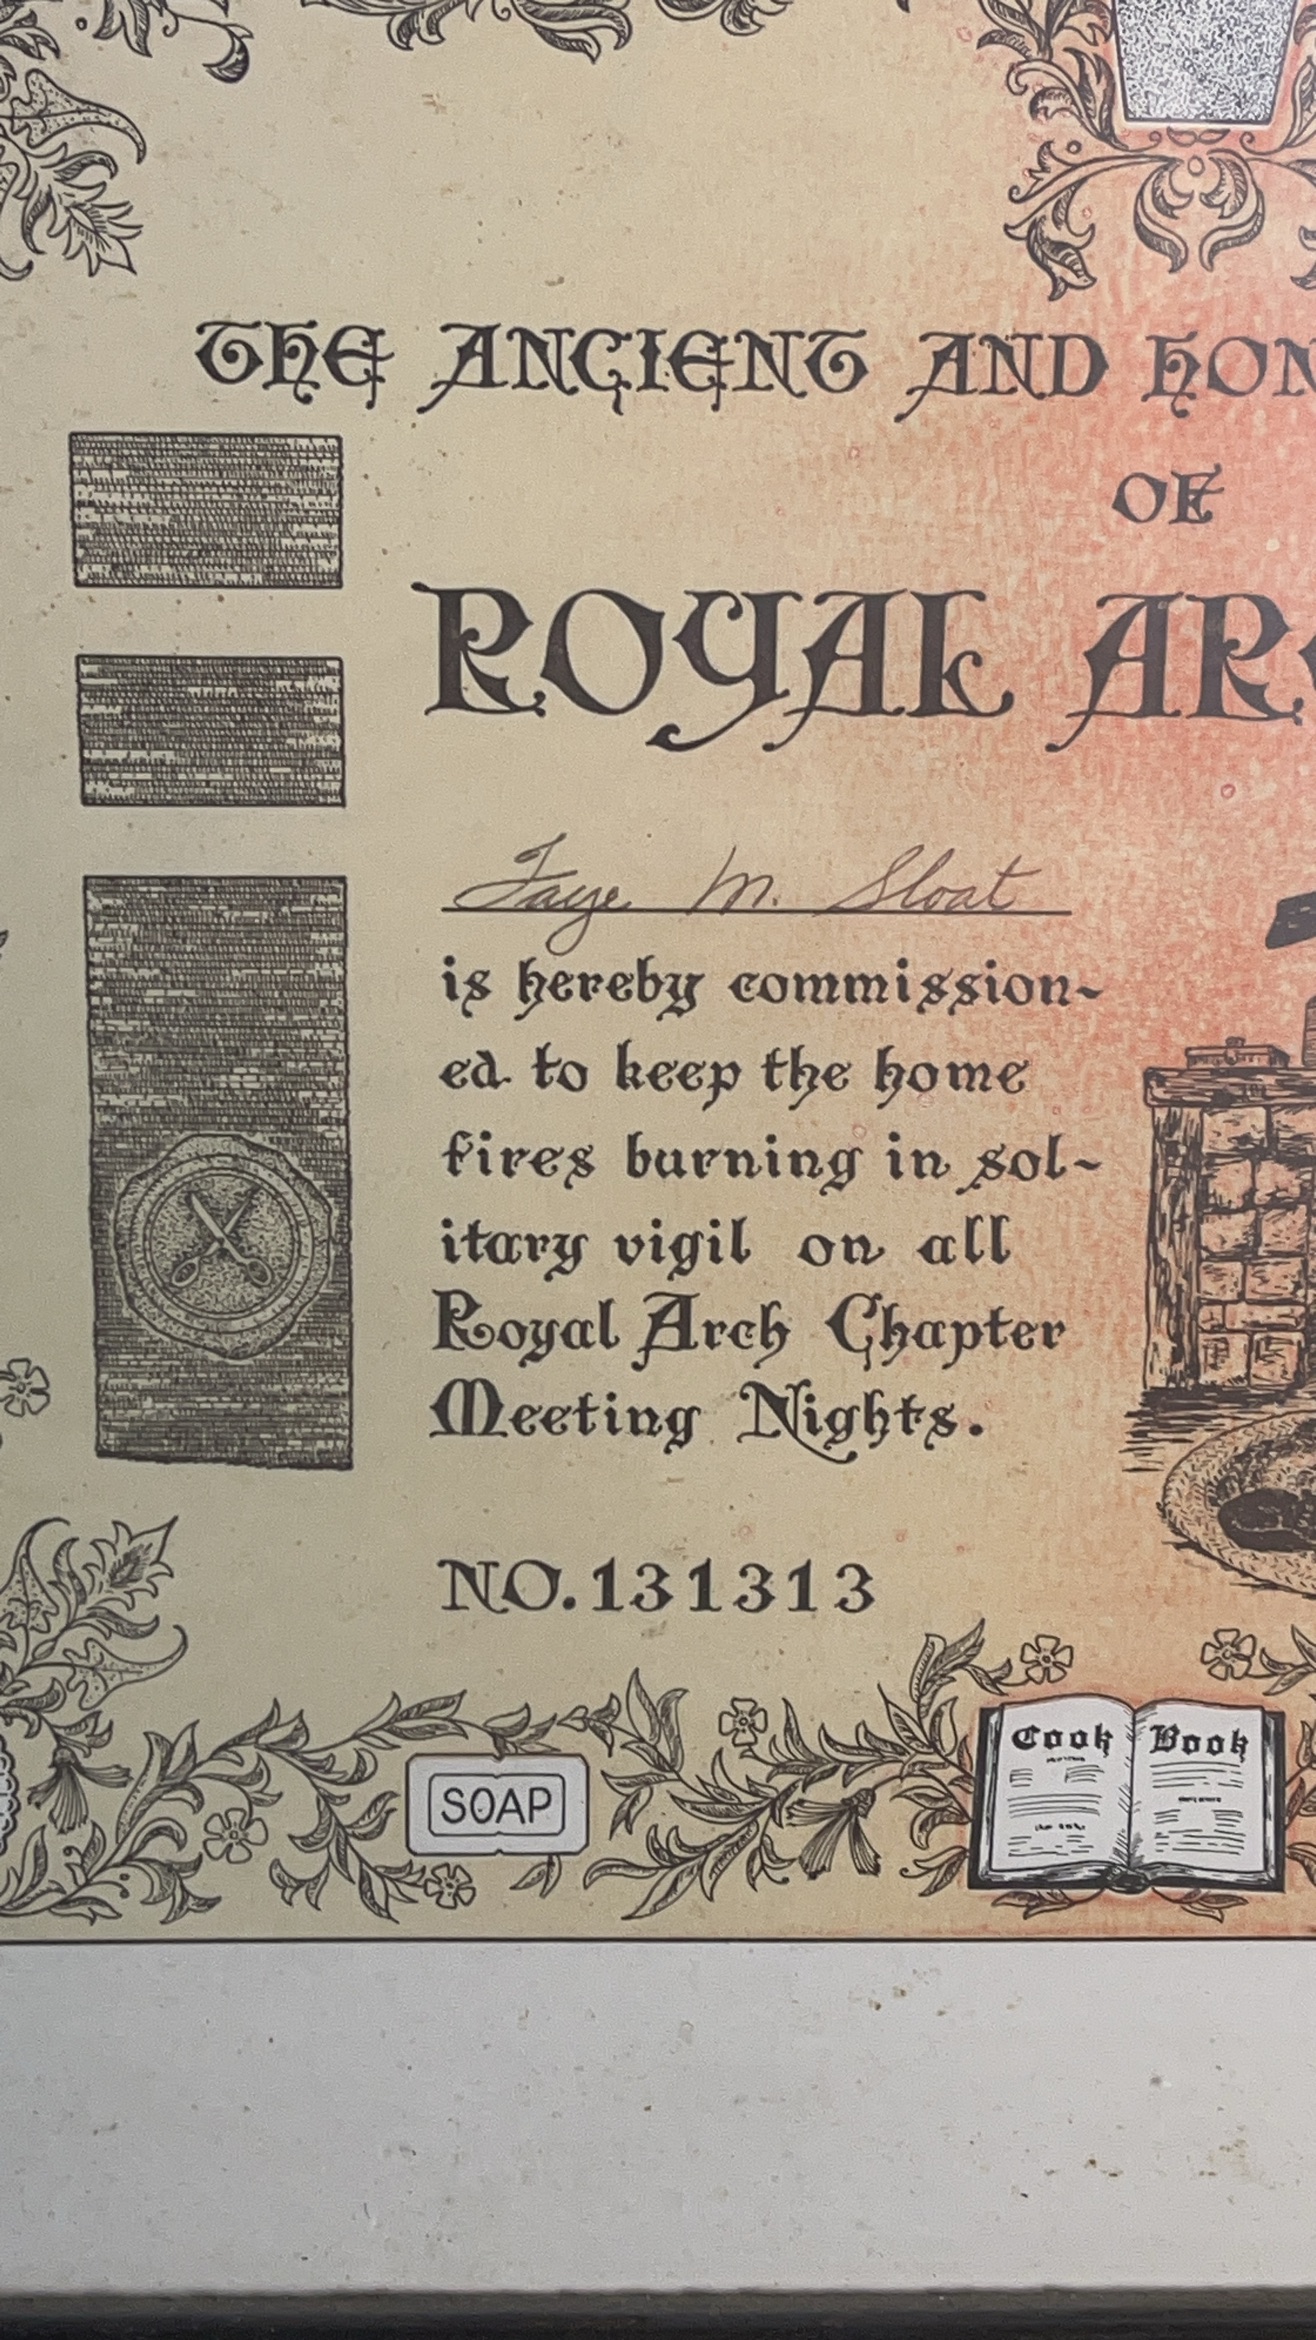 THE ANCIENT AND HON
OF
ROYAL AR
Faye M. Sloat
is hereby commission-
ed to keep the home
fires burning in sol-
itary vigil on all
Royal Arch Chapter
Meeting Nights.
NO. 131313
SOAP
Cook Book